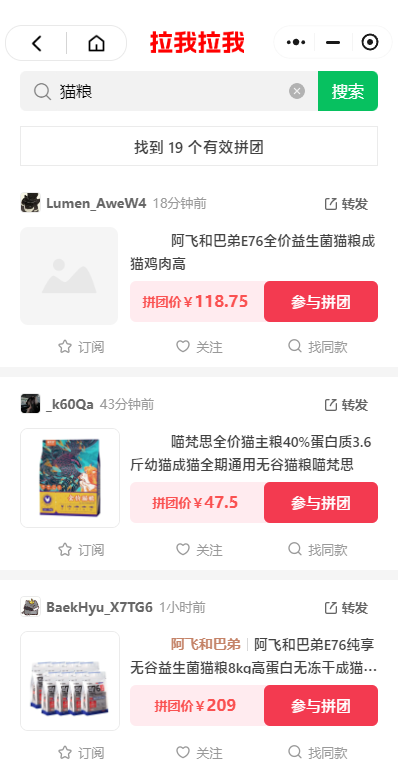 拉我拉我
猫粮
搜索
找到 19 个有效拼团
Lumen_AweW4 18分钟前 转发
阿飞和巴弟E76全价益生菌猫粮成
猫鸡肉高
拼团价￥118.75 参与拼团
订阅 关注 找同款
_k60Qa 43分钟前 转发
喵梵思全价猫主粮40%蛋白质3.6
斤幼猫成猫全期通用无谷猫粮喵梵思
拼团价￥47.5 参与拼团
订阅 关注 找同款
BaekHyu_X7TG6 1小时前 转发
阿飞和巴弟 阿飞和巴弟E76纯享
无谷益生菌猫粮8kg高蛋白无冻干成猫…
E76
拼团价￥209 参与拼团
订阅 关注 找同款